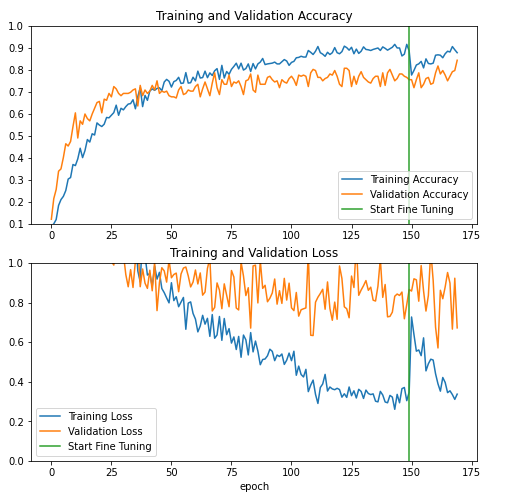 Training and Validation Accuracy
1.0
0.9
0.8
0.7
0.6
0.5
0.4
0.3
0.2
0.1
Training Accuracy
Validation Accuracy
Start Fine Tuning
0 25 50 75 100 125 150 175
Training and Validation Loss
1.0
0.8
0.6
0.4
0.2
0.0
Training Loss
Validation Loss
Start Fine Tuning
0 25 50 75 100 125 150 175
epoch